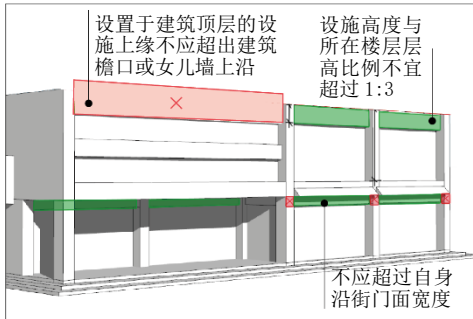 设置于建筑顶层的设
施上缘不应超出建筑
檐口或女儿墙上沿
设施高度与
所在楼层层
高比例不宜
超过1:3
不应超过自身
沿街门面宽度